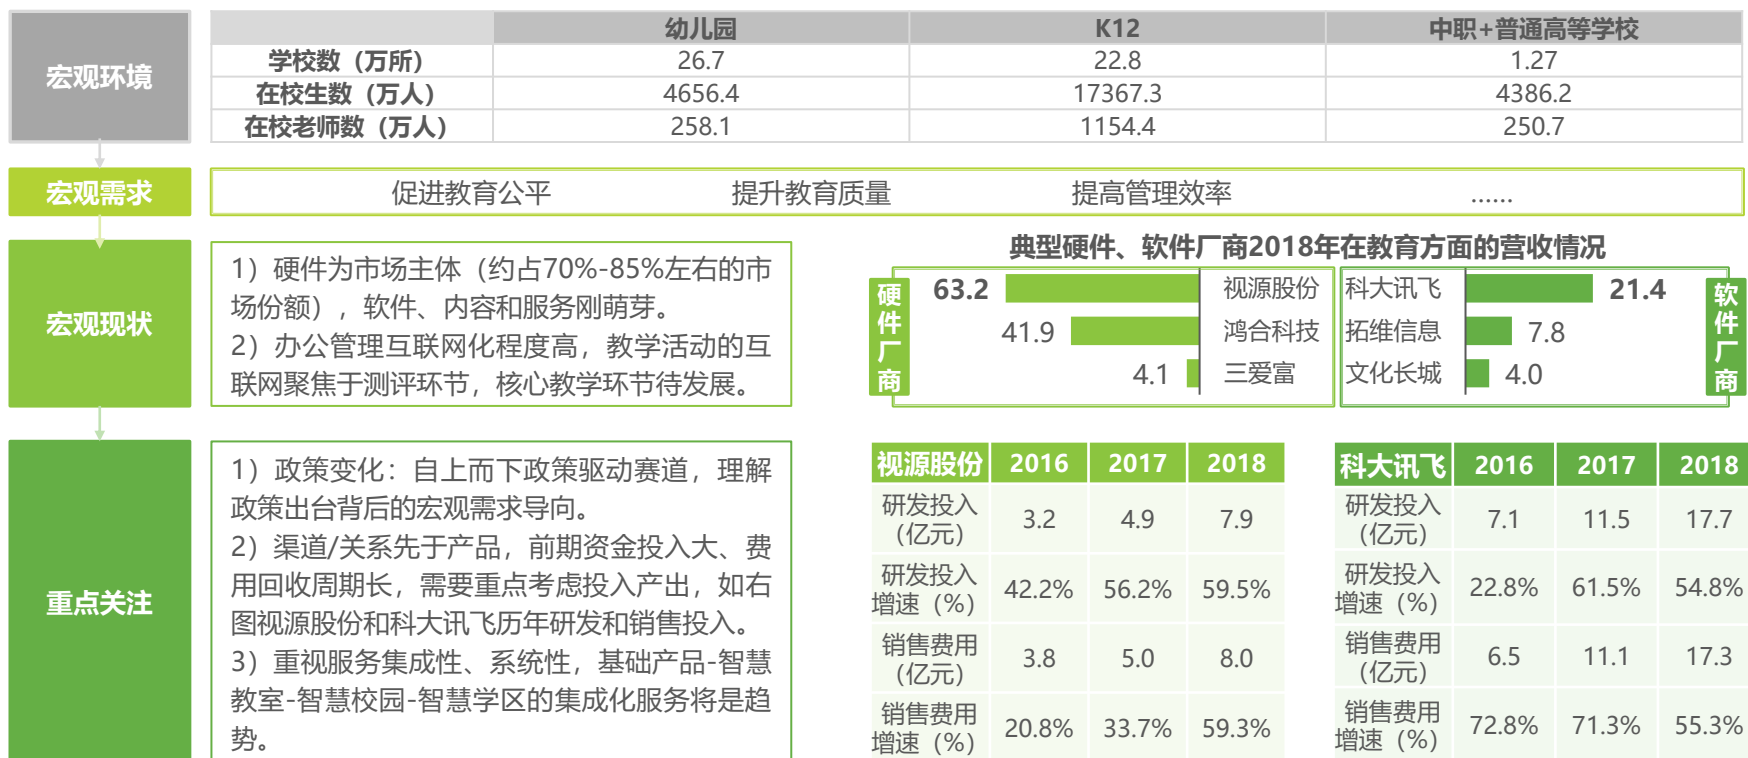 宏观环境
幼儿园 K12 中职+普通高等学校
学校数（万所） 26.7 22.8 1.27
在校生数（万人） 4656.4 17367.3 4386.2
在校老师数（万人） 258.1 1154.4 250.7
宏观需求
促进教育公平 提升教育质量 提高管理效率 ……
宏观现状
1）硬件为市场主体（约占70%-85%左右的市
场份额），软件、内容和服务刚萌芽。
2）办公管理互联网化程度高，教学活动的互
联网聚焦于测评环节，核心教学环节待发展。
典型硬件、软件厂商2018年在教育方面的营收情况
硬件厂商
63.2 视源股份
41.9 鸿合科技
4.1 三爱富
科大讯飞 21.4
拓维信息 7.8
文化长城 4.0
软件厂商
重点关注
1）政策变化：自上而下政策驱动赛道，理解
政策出台背后的宏观需求导向。
2）渠道/关系先于产品，前期资金投入大、费
用回收周期长，需要重点考虑投入产出，如右
图视源股份和科大讯飞历年研发和销售投入。
3）重视服务集成性、系统性，基础产品-智慧
教室-智慧校园-智慧学区的集成化服务将是趋
势。
视源股份 2016 2017 2018
研发投入
（亿元） 3.2 4.9 7.9
研发投入
增速（%） 42.2% 56.2% 59.5%
销售费用
（亿元） 3.8 5.0 8.0
销售费用
增速（%） 20.8% 33.7% 59.3%
科大讯飞 2016 2017 2018
研发投入
（亿元） 7.1 11.5 17.7
研发投入
增速（%） 22.8% 61.5% 54.8%
销售费用
（亿元） 6.5 11.1 17.3
销售费用
增速（%） 72.8% 71.3% 55.3%